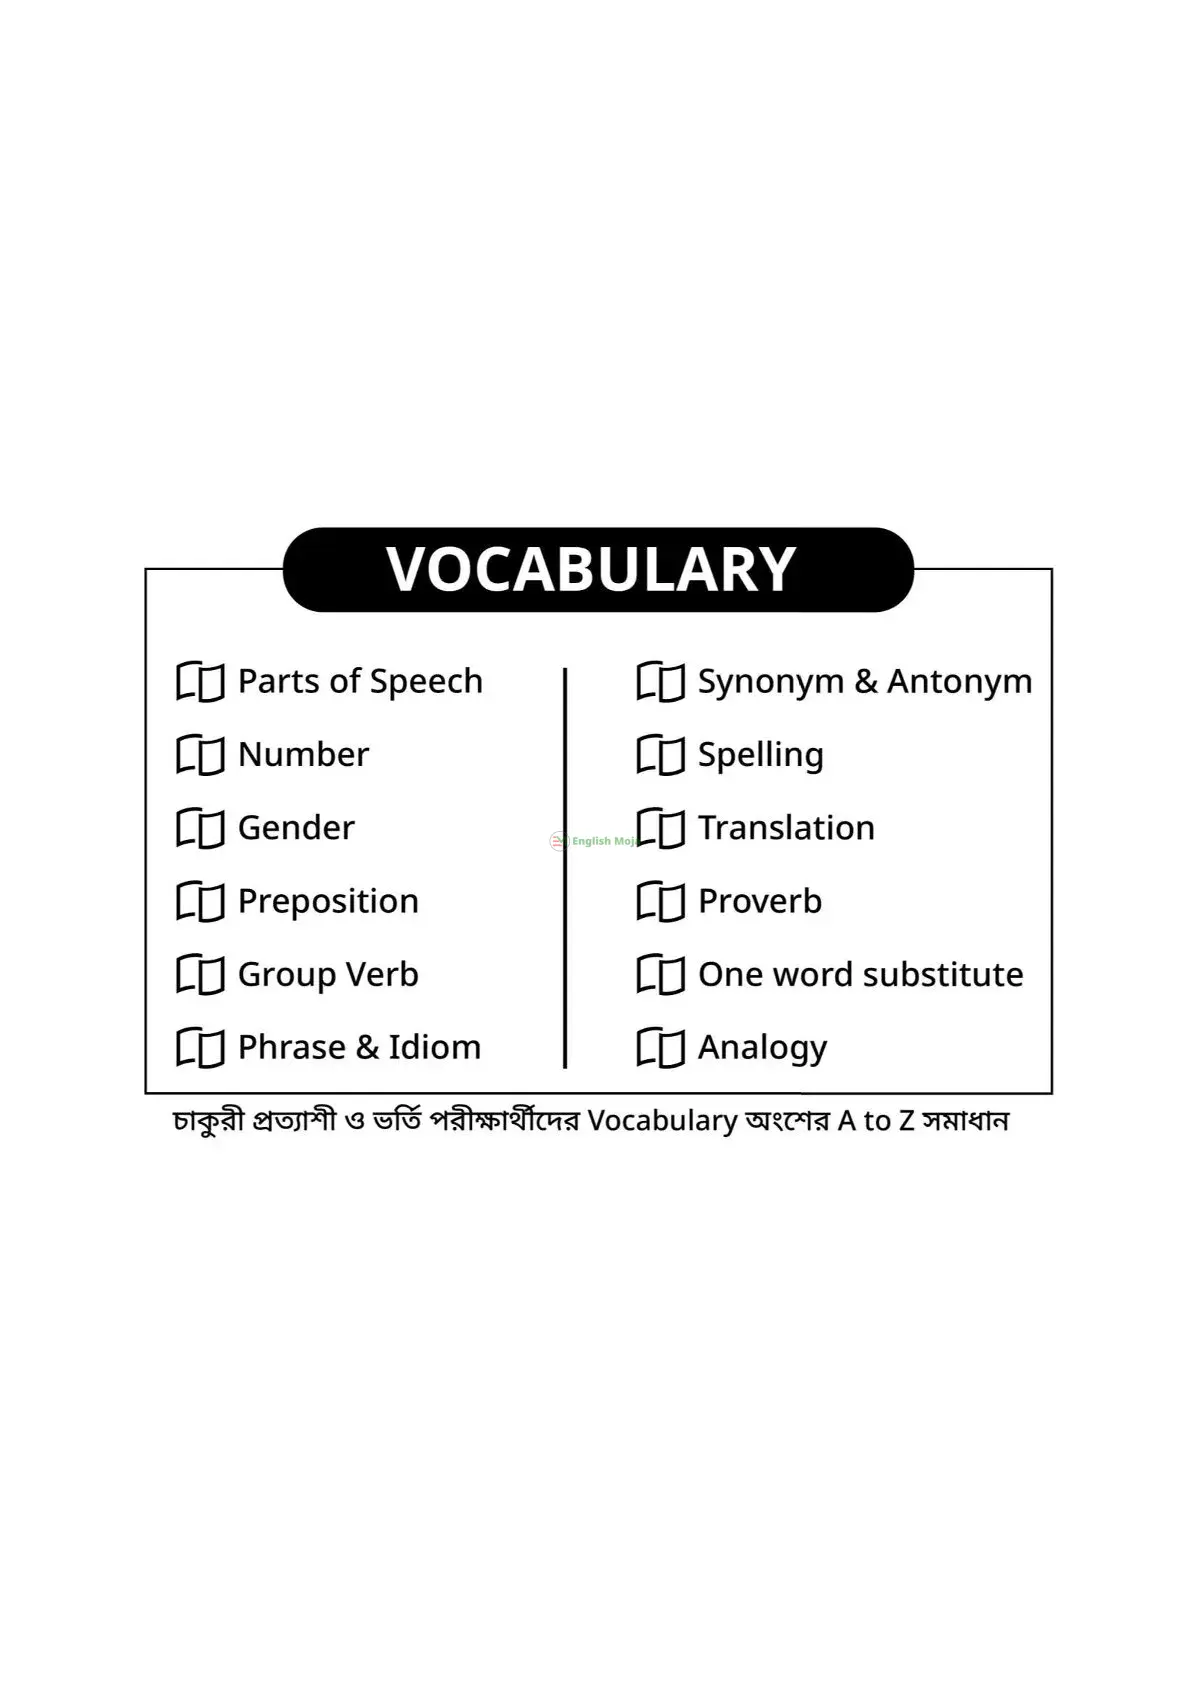 VOCABULARY
Parts of Speech
Number
Gender
Preposition
Group Verb
Phrase & Idiom
Synonym & Antonym
Spelling
Translation
Proverb
One word substitute
Analogy
English Moja
চাকুরী প্রত্যাশী ও ভর্তি পরীক্ষার্থীদের Vocabulary অংশের A to Z সমাধান